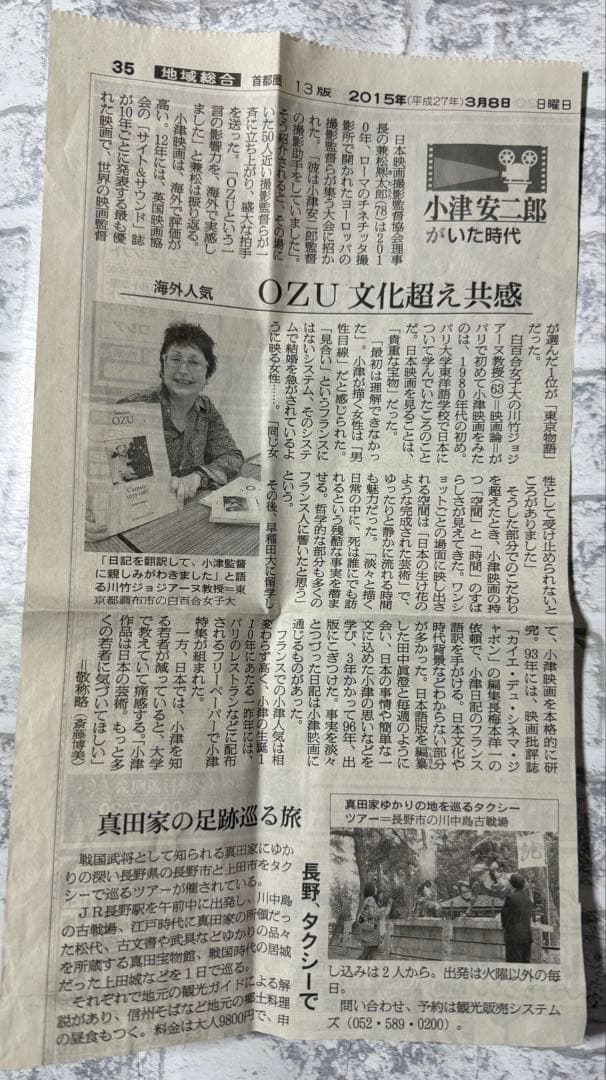 35 地域総合 首都圏 13版 2015年(平成27年)3月8日 日曜日
小津安二郎
がいた時代
海外人気 OZU 文化超え共感
日本映画撮影監督協会理事
長の兼松熈太郎(78)は201
0年、ローマのチネチッタ撮
影所で開かれたヨーロッパの
撮影監督らが集う大会に招か
れた。「彼は小津安二郎監督
の撮影助手をしていました」。
そう紹介されると、その場に
いた50人近い撮影監督らが一
斉に立ち上がり、盛大な拍手
を送った。「OZUという一
言の影響力を、海外で実感し
ました」と兼松は振り返る。
小津映画は、海外で評価が
高い。12年には、英国映画協
会の「サイト&サウンド」誌
が10年ごとに発表する最も優
れた映画で、世界の映画監督
が選んだ1位が「東京物語」
だった。
白百合女子大の川竹ジョジ
アーヌ教授(63)=映画論=が
パリで初めて小津映画をみた
のは、1980年代の初め。
パリ大学東洋語学校で日本に
ついて学んでいたころのこと
だ。日本映画を見ることは、
「貴重な宝物」だった。
「最初は理解できなかっ
た」。小津が描く女性は「男
性目線」だと感じられた。
「見合い」というフランスに
はないシステム、そのシステ
ムで結婚を急がされているよ
うに映る女性……。「同じ女
性として受け止められないと
ころがありました」
そうした部分でのこだわり
を超えたとき、小津映画の持
つ「空間」と「時間」のすば
らしさが見えてきた。ワンシ
ョットごとの場面に映し出さ
れる空間は「日本の生け花の
ような完成された芸術」で、
ゆったりと静かに流れる時間
も魅力だった。「淡々と描く
日常の中に、死は誰にでも訪
れるという残酷な事実を潜ま
せる。哲学的な部分も多くの
フランス人に響いたと思う」
という。
その後、早稲田大に留学し
て、小津映画を本格的に研
究。93年には、映画批評誌
「カイエ・デュ・シネマ・ジ
ャポン」の編集長梅本洋一の
依頼で、小津日記のフランス
語訳を手がける。日本文化や
時代背景などわからない部分
が多かった。日本語版を編纂
した田中眞澄と毎週のように
会い、日本の事情や簡単な一
文に込めた小津の思いなどを
学び、3年かかって96年、出
版にこぎつけた。事実を淡々
とつづった日記は小津映画に
通じるものがあった。
フランスでの小津人気は相
変わらず高く、小津の生誕1
10年にあたる一昨年には、
パリのレストランなどに配布
されるフリーペーパーで小津
特集が組まれた。
一方、日本では、小津を知
る若者が減っていると、大学
で教えていて痛感する。「小津
作品は日本の芸術。もっと多
くの若者に気づいてほしい」
=敬称略(斎藤博美)
OZU
Carnets
「日記を翻訳して、小津監督
に親しみがわきました」と語
る川竹ジョジアーヌ教授=東
京都調布市の白百合女子大
真田家の足跡巡る旅
長野、タクシーで
戦国武将として知られる真田家にゆか
りの深い長野県の長野市と上田市をタク
シーで巡るツアーが催されている。
JR長野駅を午前中に出発し、川中島
の古戦場、江戸時代に真田家の所領だっ
た松代、古文書や武具などゆかりの品々
を所蔵する真田宝物館、戦国時代の居城
だった上田城などを1日で巡る。
それぞれで地元の観光ガイドによる解
説があり、信州そばなど地元の郷土料理
の昼食もつく。料金は大人9800円で、申
し込みは2人から。出発は火曜以外の毎
日。
問い合わせ、予約は観光販売システム
ズ(052・589・0200)。
真田家ゆかりの地を巡るタクシー
ツアー=長野市の川中島古戦場